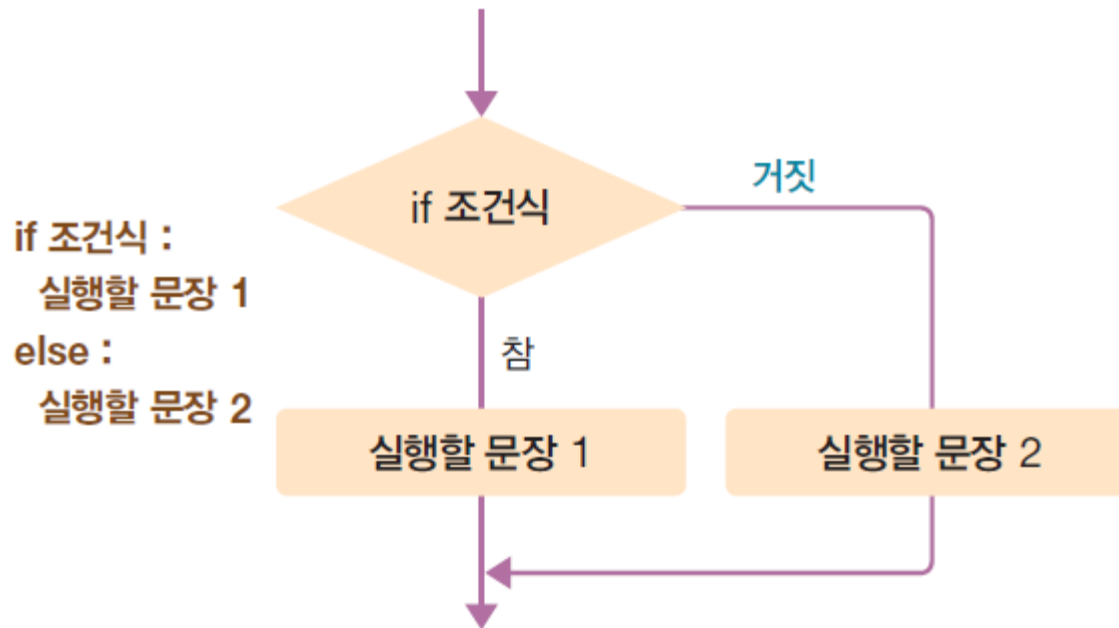 if 조건식 :
실행할 문장 1
else :
실행할 문장 2
if 조건식
거짓
참
실행할 문장 1
실행할 문장 2